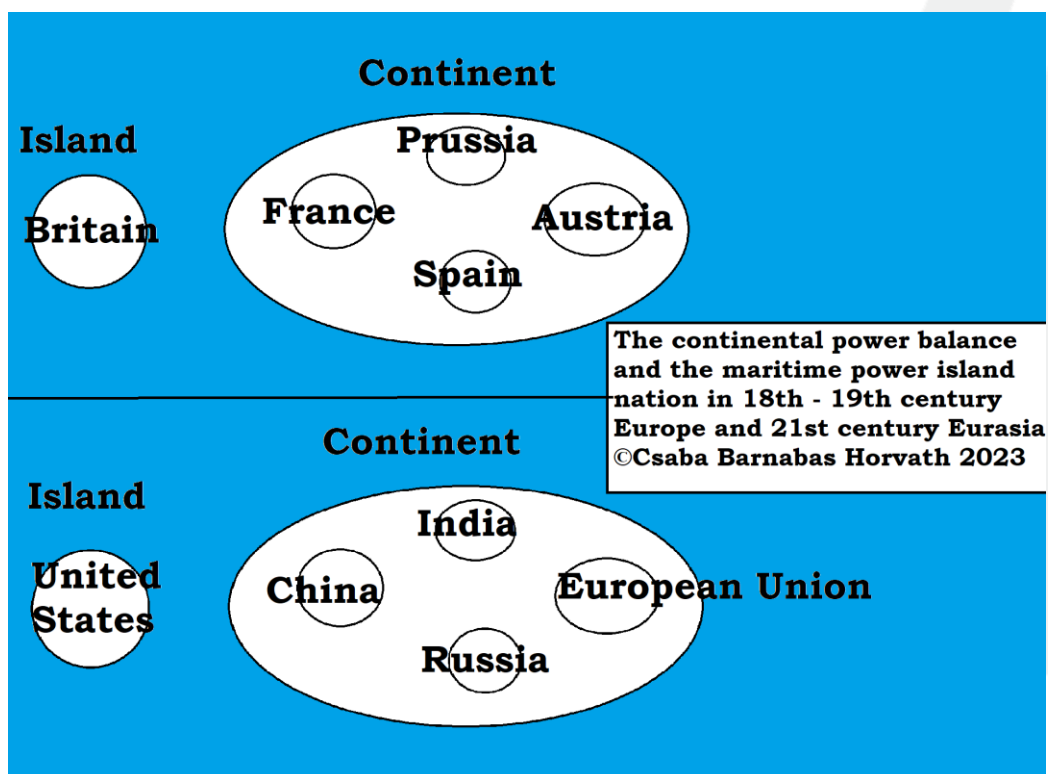 Continent
Island
Prussia
France
Austria
Britain
Spain
The continental power balance
and the maritime power island
nation in 18th - 19th century
Europe and 21st century Eurasia
©Csaba Barnabas Horvath 2023
Continent
Island
India
United
States
China
European Union
Russia